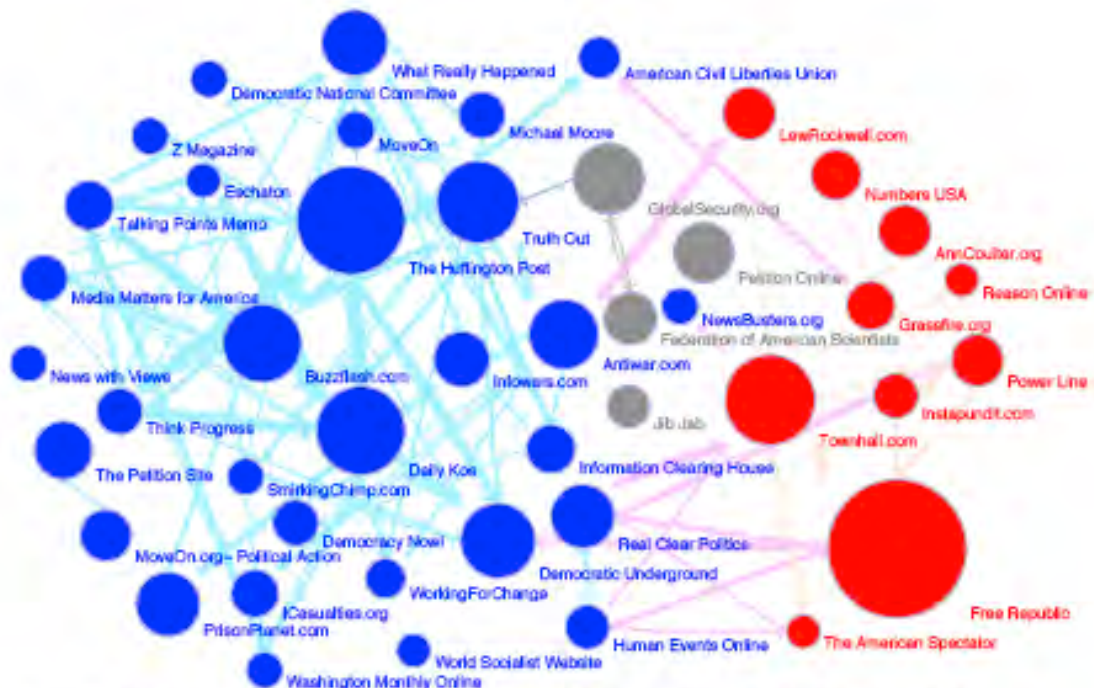 What Really Happened
American Civil Liberties Union
Democratic National Committee
LewRockwell.com
Michael Moore
MoveOn
Z Magazine
Eschaton
Numbers USA
GlobalSecurity.org
Talking Points Memo
Truth Out
AnnCoulter.org
The Huffington Post
Petition Online
Reason Online
Media Matters for America
NewsBusters.org
Grassfire.org
Federation of American Scientists
Antiwar.com
News with Views
Buzzflash.com
Infowars.com
Power Line
Instapundit.com
Jib Jab
Think Progress
Townhall.com
Information Clearing House
The Petition Site
Daily Kos
SmirkingChimp.com
Democracy Now!
Real Clear Politics
MoveOn.org- Political Action
Democratic Underground
WorkingForChange
ICasualties.org
Free Republic
PrisonPlanet.com
Human Events Online
The American Spectator
World Socialist Website
Washington Monthly Online